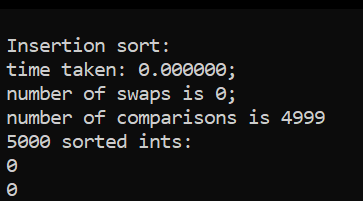 Insertion sort:
time taken: 0.000000;
number of swaps is 0;
number of comparisons is 4999
5000 sorted ints:
0
0